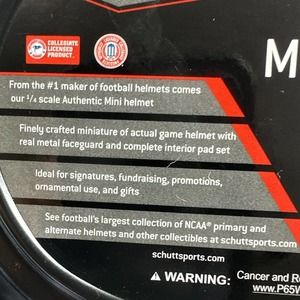 COLLEGIATE
LICENSED
PRODUCT
M
From the #1 maker of football helmets comes
our 1/4 scale Authentic Mini helmet
Finely crafted miniature of actual game helmet with
real metal faceguard and complete interior pad set
Ideal for signatures, fundraising, promotions,
ornamental use, and gifts
See football's largest collection of NCAA® primary and
alternate helmets and other collectibles at schuttsports.com
schuttsports.com
⚠ WARNING: Cancer and Re
www.P65W